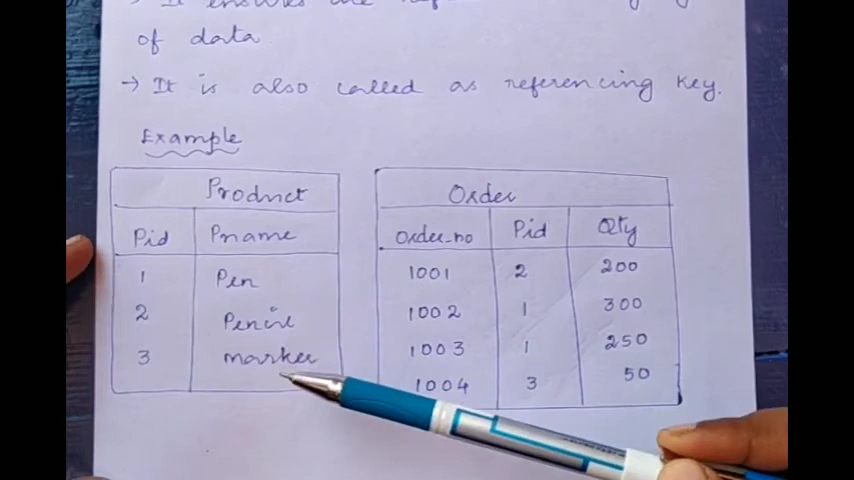 of data
→ It is also called as referencing key.
Example
Product
Pid Pname
1 Pen
2 Pencil
3 marker
Order
Order_no Pid Qty
1001 2 200
1002 1 300
1003 1 250
1004 3 50